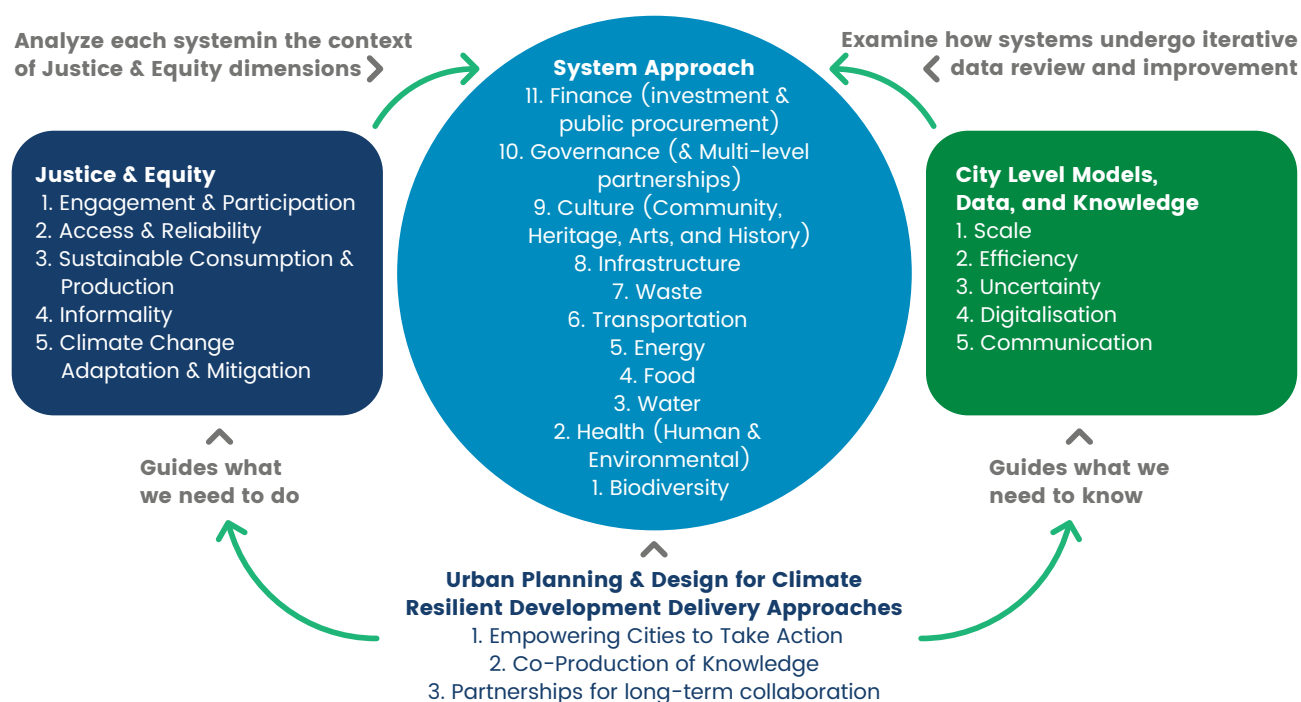 Analyze each systemin the context
of Justice & Equity dimensions
Examine how systems undergo iterative
data review and improvement
Justice & Equity
1. Engagement & Participation
2. Access & Reliability
3. Sustainable Consumption &
Production
4. Informality
5. Climate Change
Adaptation & Mitigation
System Approach
11. Finance (investment &
public procurement)
10. Governance (& Multi-level
partnerships)
9. Culture (Community,
Heritage, Arts, and History)
8. Infrastructure
7. Waste
6. Transportation
5. Energy
4. Food
3. Water
2. Health (Human &
Environmental)
1. Biodiversity
City Level Models,
Data, and Knowledge
1. Scale
2. Efficiency
3. Uncertainty
4. Digitalisation
5. Communication
Guides what
we need to do
Guides what we
need to know
Urban Planning & Design for Climate
Resilient Development Delivery Approaches
1. Empowering Cities to Take Action
2. Co-Production of Knowledge
3. Partnerships for long-term collaboration